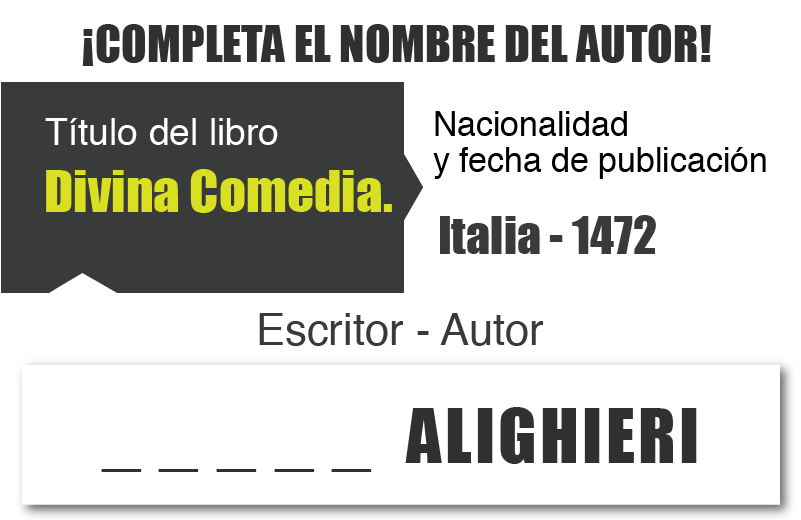 ¡COMPLETA EL NOMBRE DEL AUTOR!
Título del libro
Divina Comedia.
Nacionalidad
y fecha de publicación
Italia - 1472
Escritor - Autor
_ _ _ _ _ ALIGHIERI